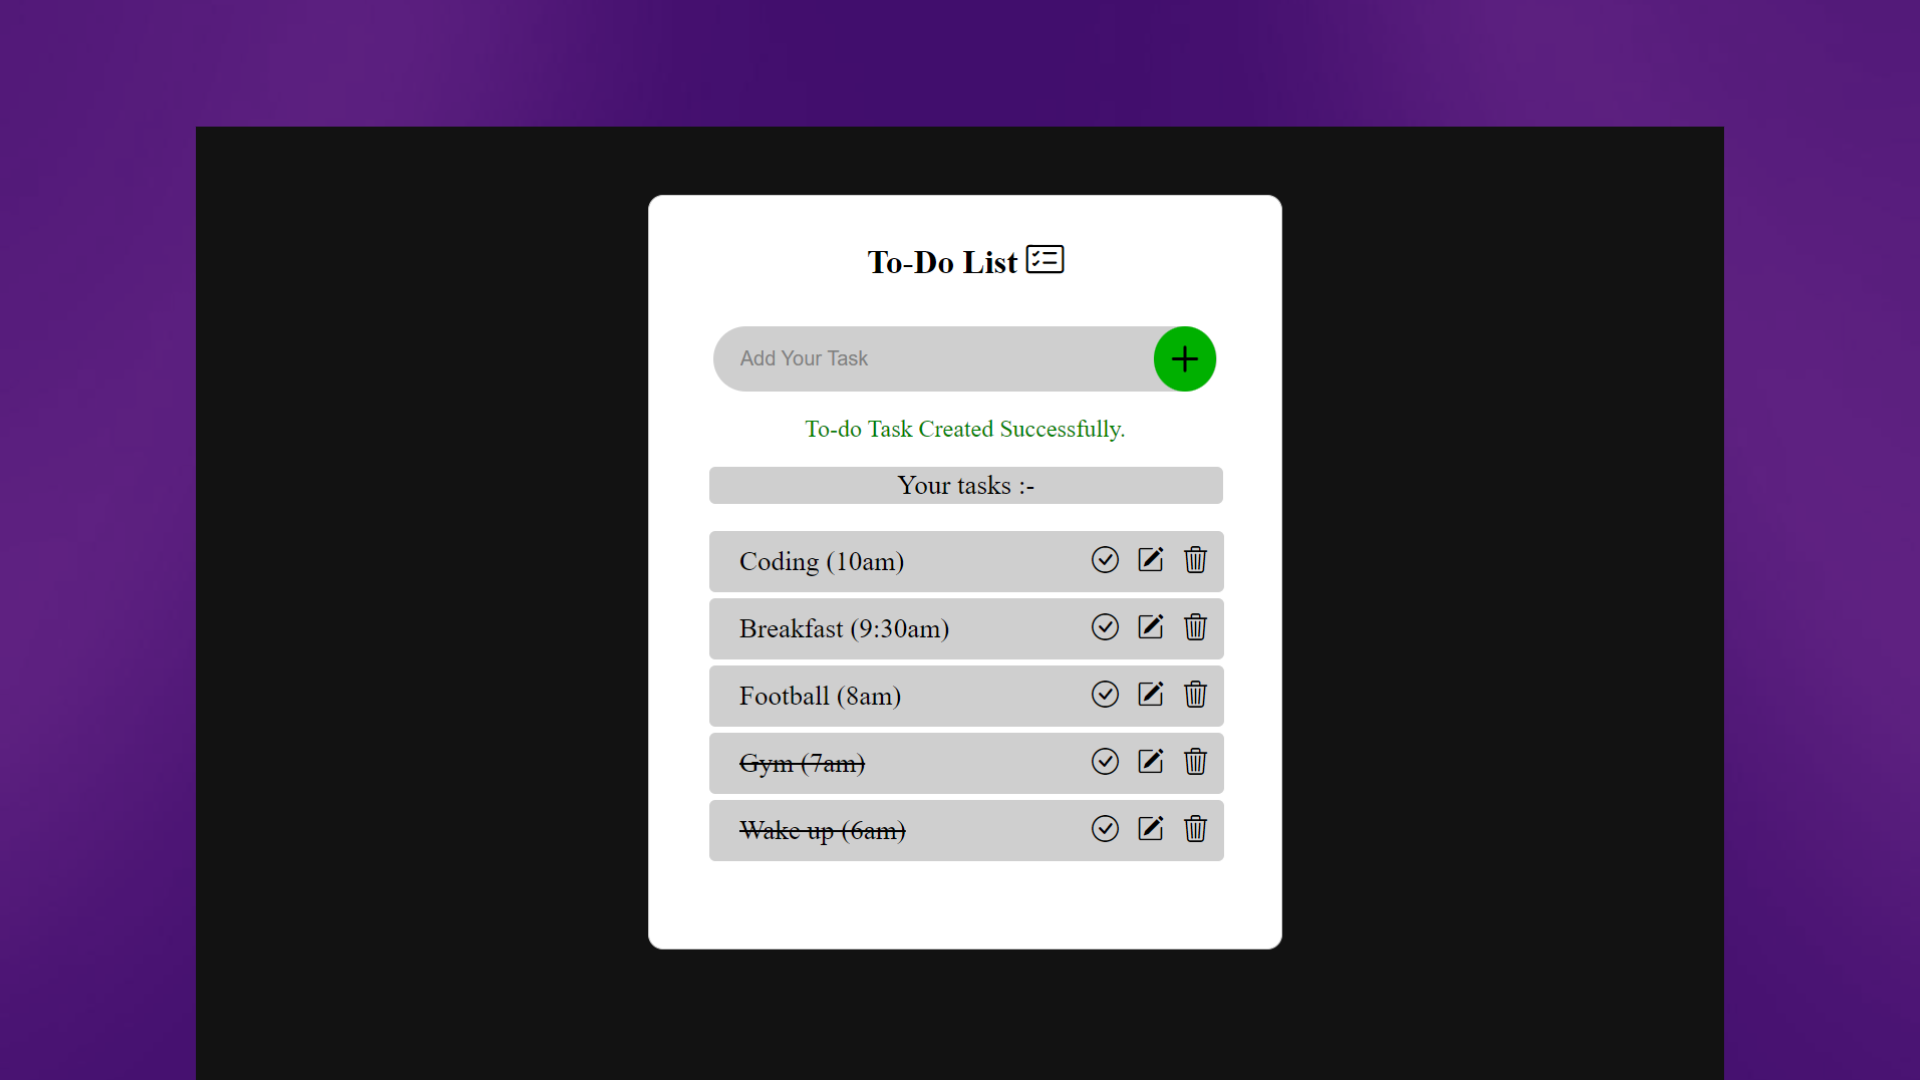 To-Do List
Add Your Task
To-do Task Created Successfully.
Your tasks :-
Coding (10am)
Breakfast (9:30am)
Football (8am)
Gym (7am)
Wake up (6am)